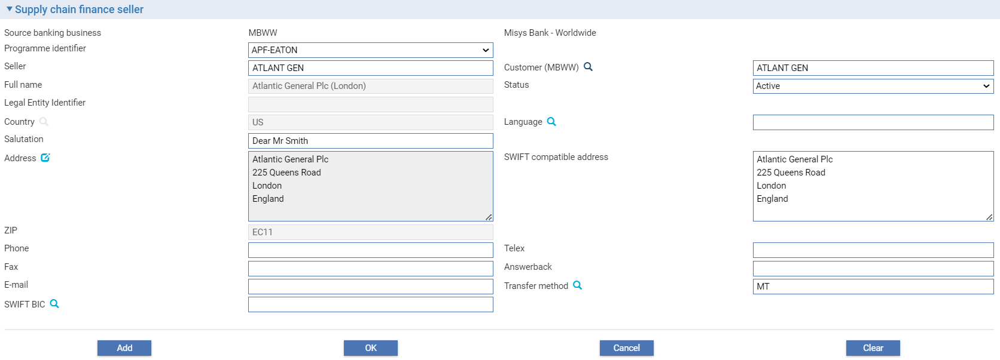 Supply chain finance seller
Source banking business MBWW Misys Bank - Worldwide
Programme identifier APF-EATON
Seller ATLANT GEN Customer (MBWW) ATLANT GEN
Full name Atlantic General Plc (London) Status Active
Legal Entity Identifier
Country US Language
Salutation Dear Mr Smith
Address
Atlantic General Plc
225 Queens Road
London
England
SWIFT compatible address
Atlantic General Plc
225 Queens Road
London
England
ZIP EC11
Phone Telex
Fax Answerback
E-mail Transfer method MT
SWIFT BIC
Add OK Cancel Clear